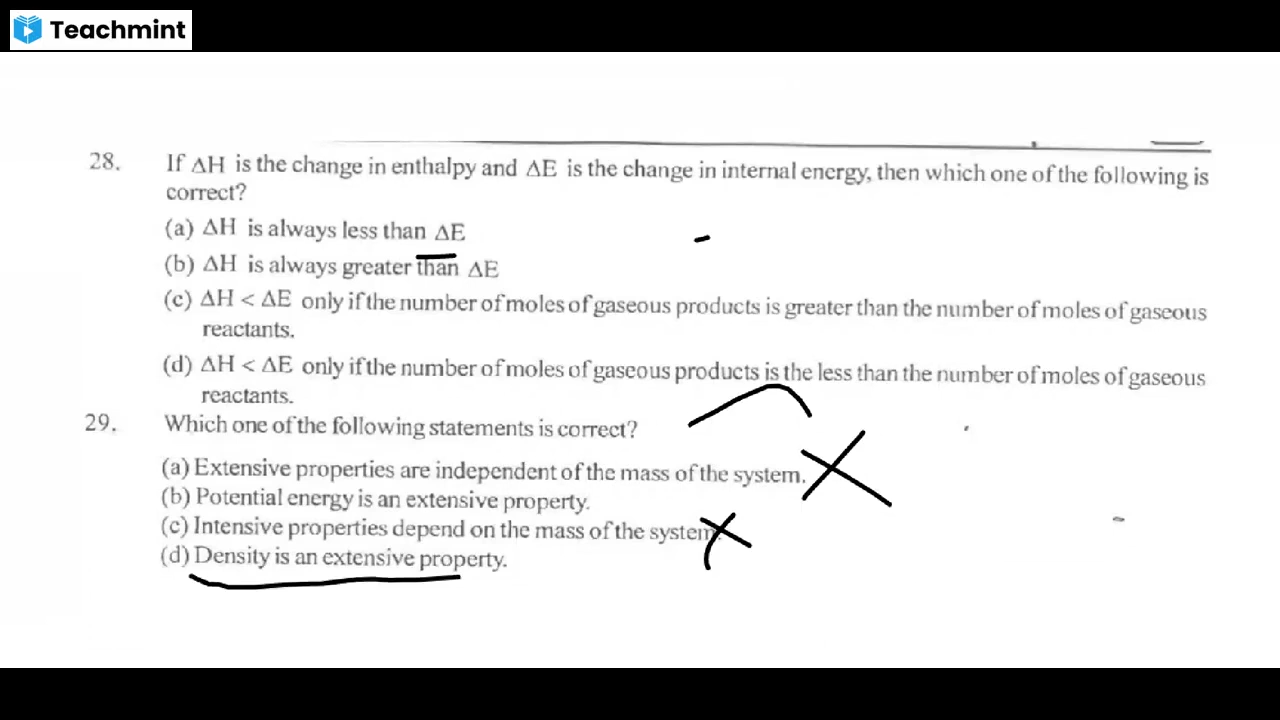 Teachmint
28. If ΔH is the change in enthalpy and ΔE is the change in internal energy, then which one of the following is
correct?
(a) ΔH is always less than ΔE
(b) ΔH is always greater than ΔE
(c) ΔH < ΔE only if the number of moles of gaseous products is greater than the number of moles of gaseous
reactants.
(d) ΔH < ΔE only if the number of moles of gaseous products is the less than the number of moles of gaseous
reactants.
29. Which one of the following statements is correct?
(a) Extensive properties are independent of the mass of the system.
(b) Potential energy is an extensive property.
(c) Intensive properties depend on the mass of the system.
(d) Density is an extensive property.